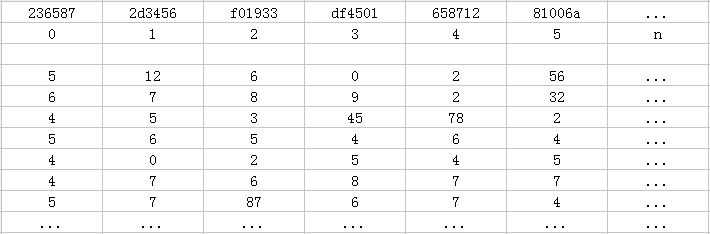 236587 2d3456 f01933 df4501 658712 81006a ...
0 1 2 3 4 5 n
5 12 6 0 2 56 ...
6 7 8 9 2 32 ...
4 5 3 45 78 2 ...
5 6 5 4 6 4 ...
4 0 2 5 4 5 ...
4 7 6 8 7 7 ...
5 7 87 6 7 4 ...
... ... ... ... ... ... ...